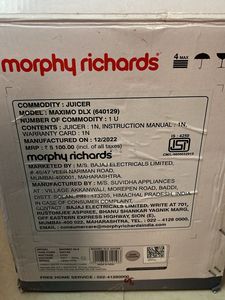 morphy richards
4 MAX
COMMODITY : JUICER
MODEL : MAXIMO DLX (640129)
NUMBER OF COMMODITY : 1 U
CONTENTS : JUICER : 1N, INSTRUCTION MANUAL : 1N,
WARRANTY CARD : 1N
MANUFACTURED ON : 12/2022
MRP : ₹ 5 100.00 (incl. of all taxes)
IS : 4250
morphy richards
MARKETED BY : M/S. BAJAJ ELECTRICALS LIMITED
45/47 VEER NARIMAN ROAD,
MUMBAI-400001, MAHARASHTRA.
MANUFACTURED BY : M/S. SUVIDHA APPLIANCES
AT : VILLAGE AKKANWALI, MOREPEN ROAD, BADDI,
DIST. SOLAN, PIN-173205, HIMACHAL PRADESH, INDIA
IN CASE OF CONSUMER COMPLAINT
CONTACT :
BAJAJ ELECTRICALS LIMITED.
RUSTOMJEE ASPIREE, BHANU SHANKAR YAGNIK MARG,
OFF EASTERN EXPRESS HIGHWAY, SION (E),
MUMBAI-400 022, MAHARASHTRA, Tel. no. : 022 - 4128 0000.
Email : consumercare@morphyrichardsindia.com
FREE HOME SERVICE : 022-41280000